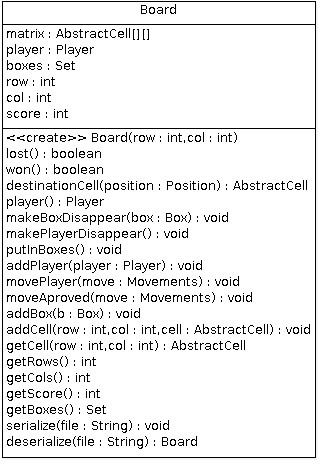 Board
matrix : AbstractCell[][]
player : Player
boxes : Set
row : int
col : int
score : int
<<create>> Board(row : int,col : int)
lost() : boolean
won() : boolean
destinationCell(position : Position) : AbstractCell
player() : Player
makeBoxDisappear(box : Box) : void
makePlayerDisappear() : void
putInBoxes() : void
addPlayer(player : Player) : void
movePlayer(move : Movements) : void
moveAproved(move : Movements) : void
addBox(b : Box) : void
addCell(row : int,col : int,cell : AbstractCell) : void
getCell(row : int,col : int) : AbstractCell
getRows() : int
getCols() : int
getScore() : int
getBoxes() : Set
serialize(file : String) : void
deserialize(file : String) : Board